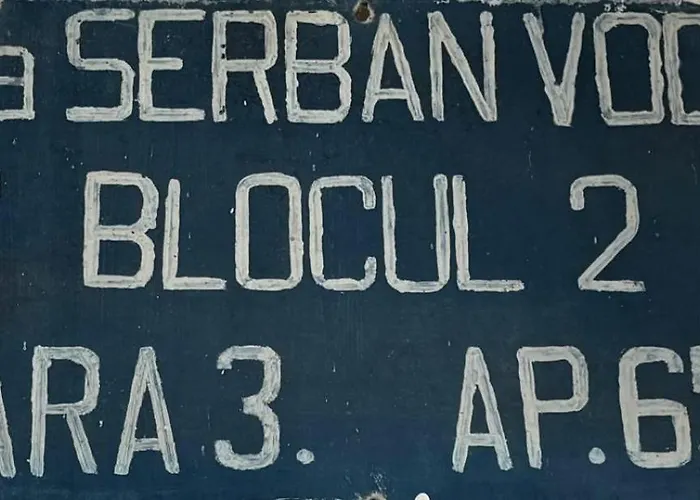 a SERBAN VOD
BLOCUL 2
ARA 3. AP.6